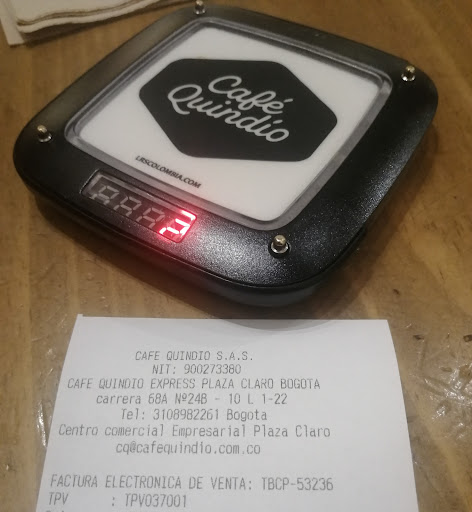 Café
Quindío
LRSCOLOMBIA.COM
CAFE QUINDIO S.A.S.
NIT: 900273380
CAFE QUINDIO EXPRESS PLAZA CLARO BOGOTA
carrera 68A Nº24B - 10 L 1-22
Tel: 3108982261 Bogota
Centro comercial Empresarial Plaza Claro
cq@cafequindio.com.co
FACTURA ELECTRONICA DE VENTA: TBCP-53236
TPV : TPV037001